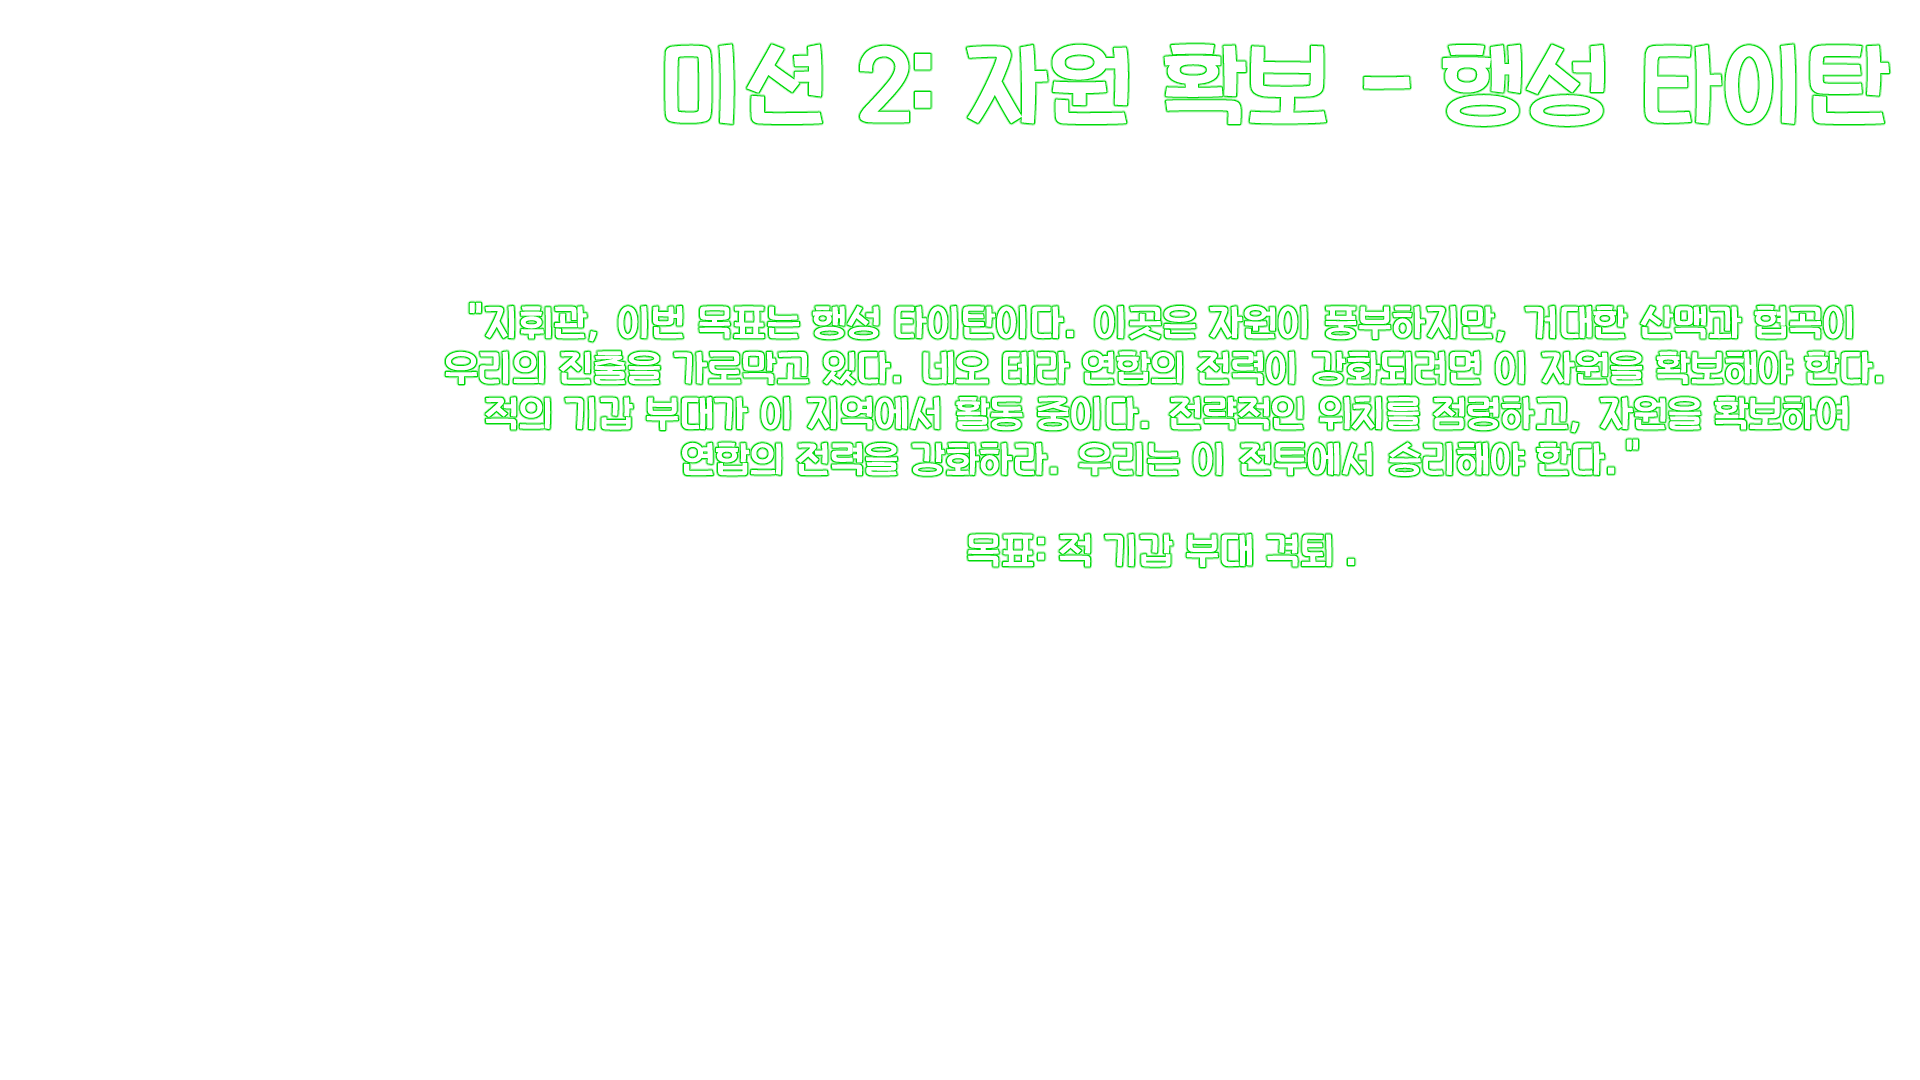 미션 2: 자원 확보 - 행성 타이탄
"지휘관, 이번 목표는 행성 타이탄이다. 이곳은 자원이 풍부하지만, 거대한 산맥과 협곡이
우리의 진출을 가로막고 있다. 네오 테라 연합의 전력이 강화되려면 이 자원을 확보해야 한다.
적의 기갑 부대가 이 지역에서 활동 중이다. 전략적인 위치를 점령하고, 자원을 확보하여
연합의 전력을 강화하라. 우리는 이 전투에서 승리해야 한다."
목표: 적 기갑 부대 격퇴 .